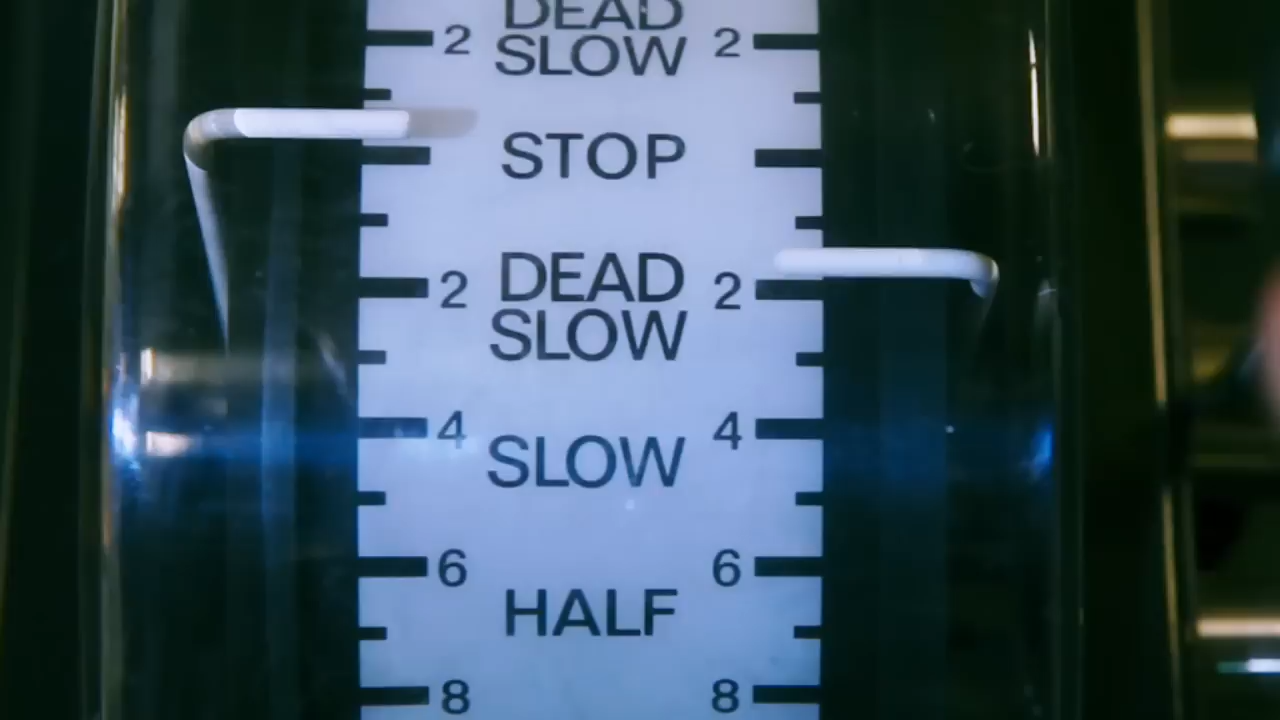 DEAD
2 SLOW 2
STOP
2 DEAD 2
SLOW
4 SLOW 4
6 6
HALF
8 8